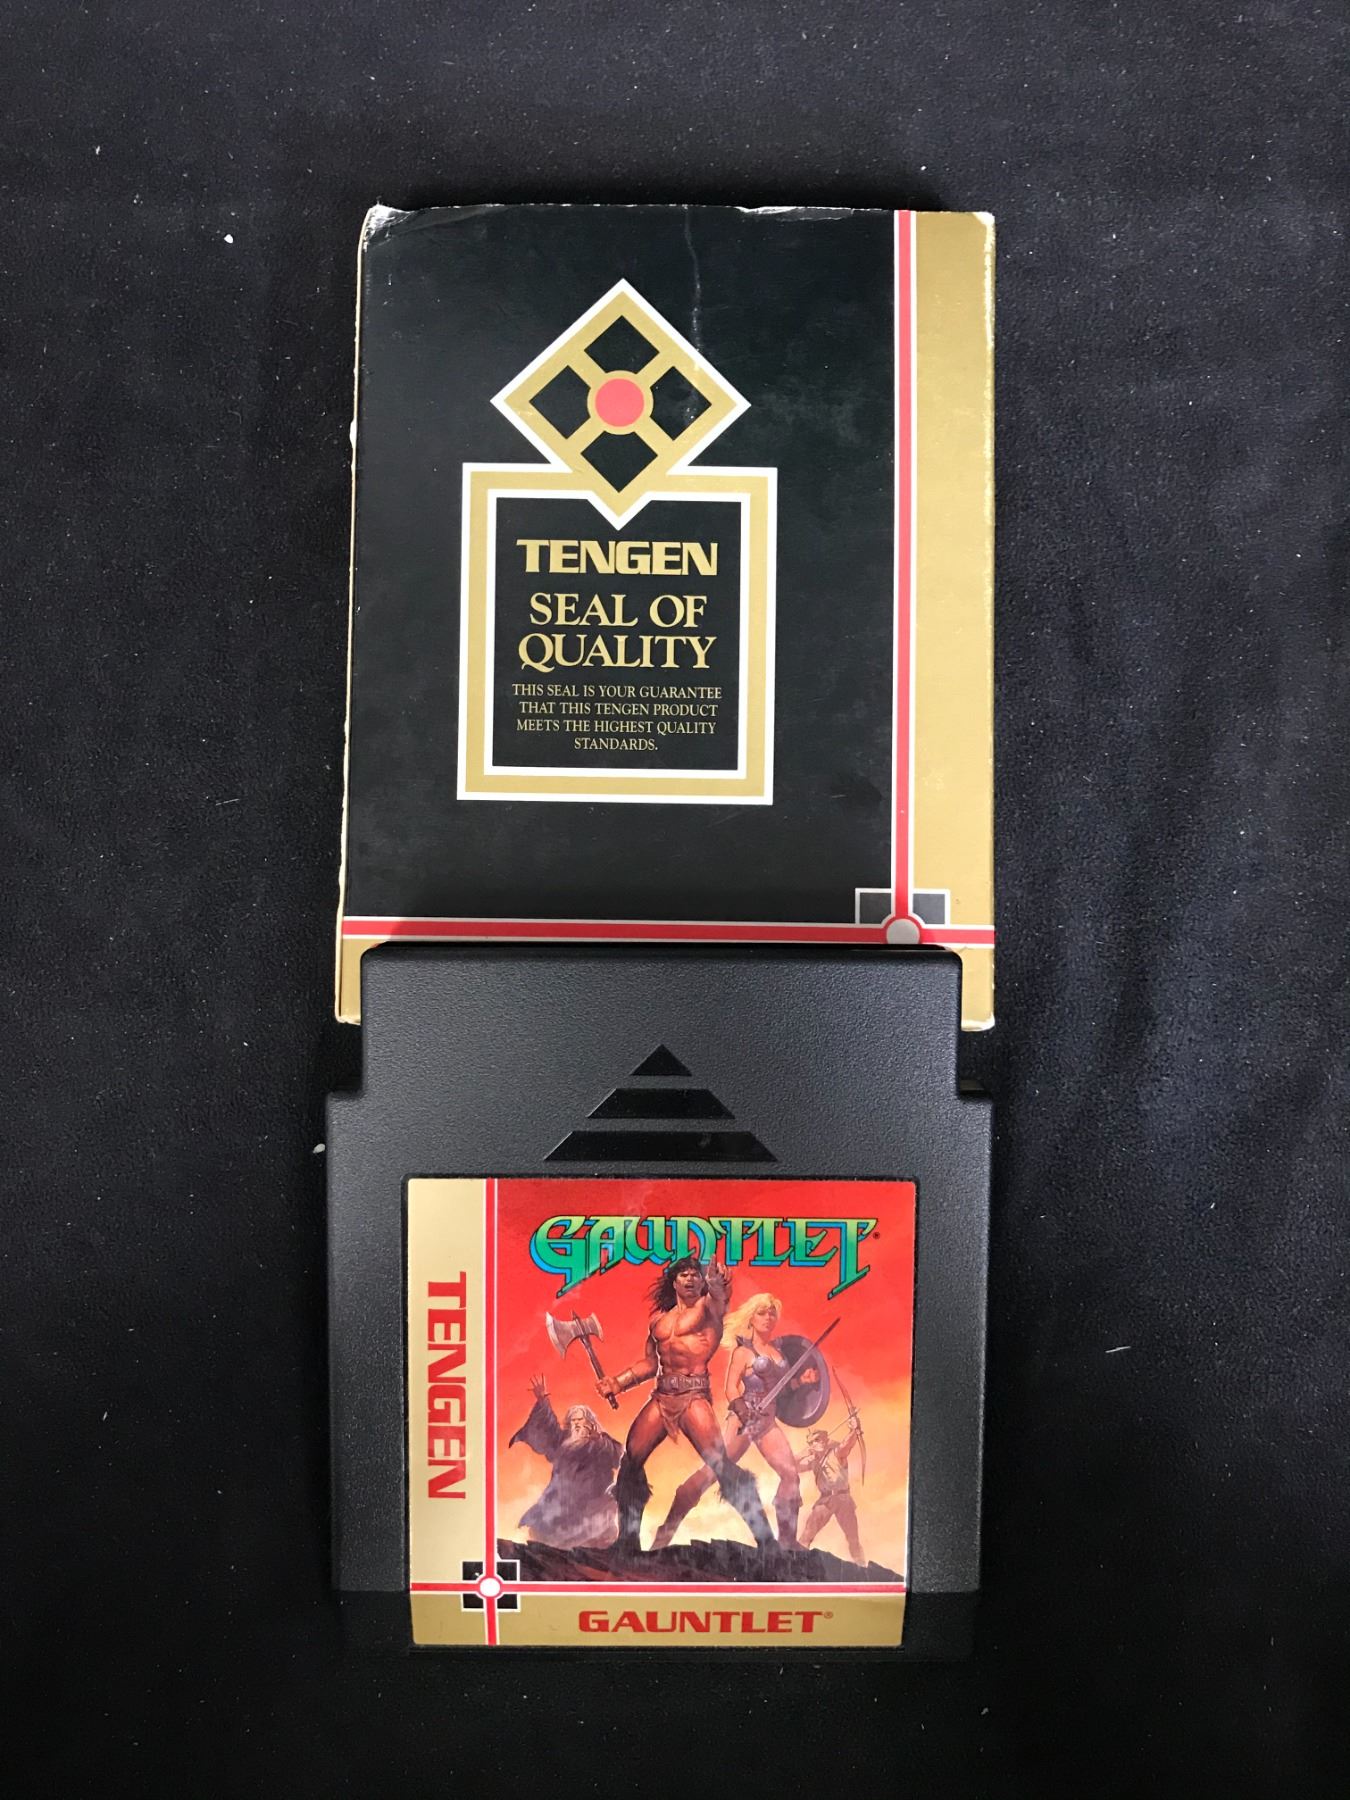 TENGEN
SEAL OF
QUALITY
THIS SEAL IS YOUR GUARANTEE
THAT THIS TENGEN PRODUCT
MEETS THE HIGHEST QUALITY
STANDARDS.
GAUNTLET®
TENGEN
GAUNTLET®